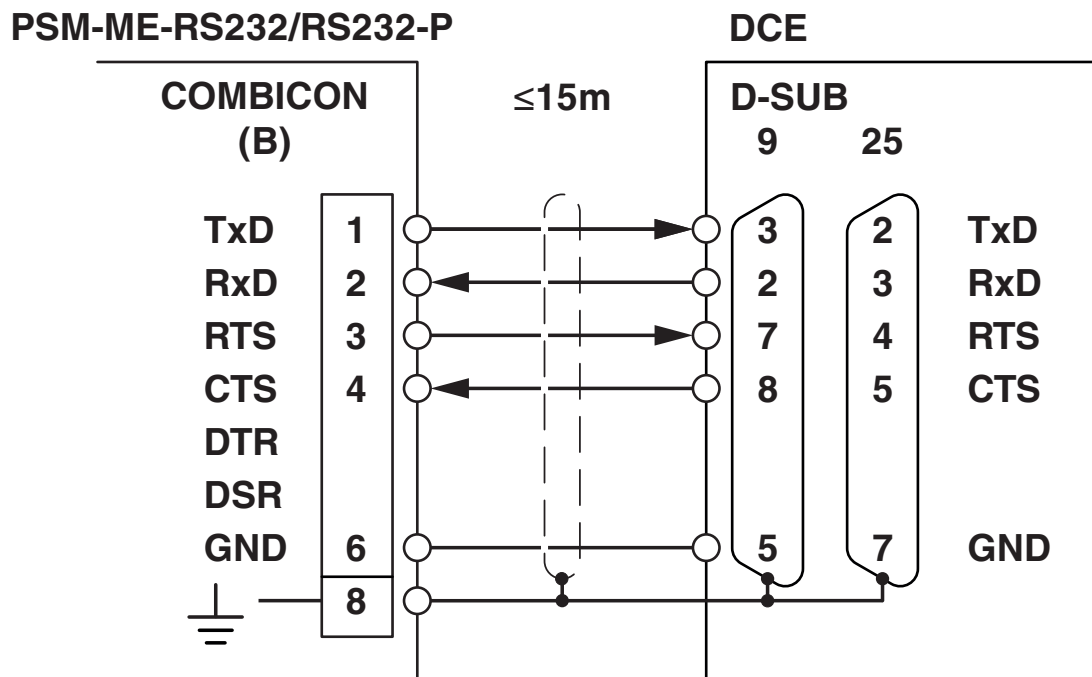 PSM-ME-RS232/RS232-P DCE
COMBICON ≤15m D-SUB
(B) 9 25
TxD 1 3 2 TxD
RxD 2 2 3 RxD
RTS 3 7 4 RTS
CTS 4 8 5 CTS
DTR
DSR
GND 6 5 7 GND
8